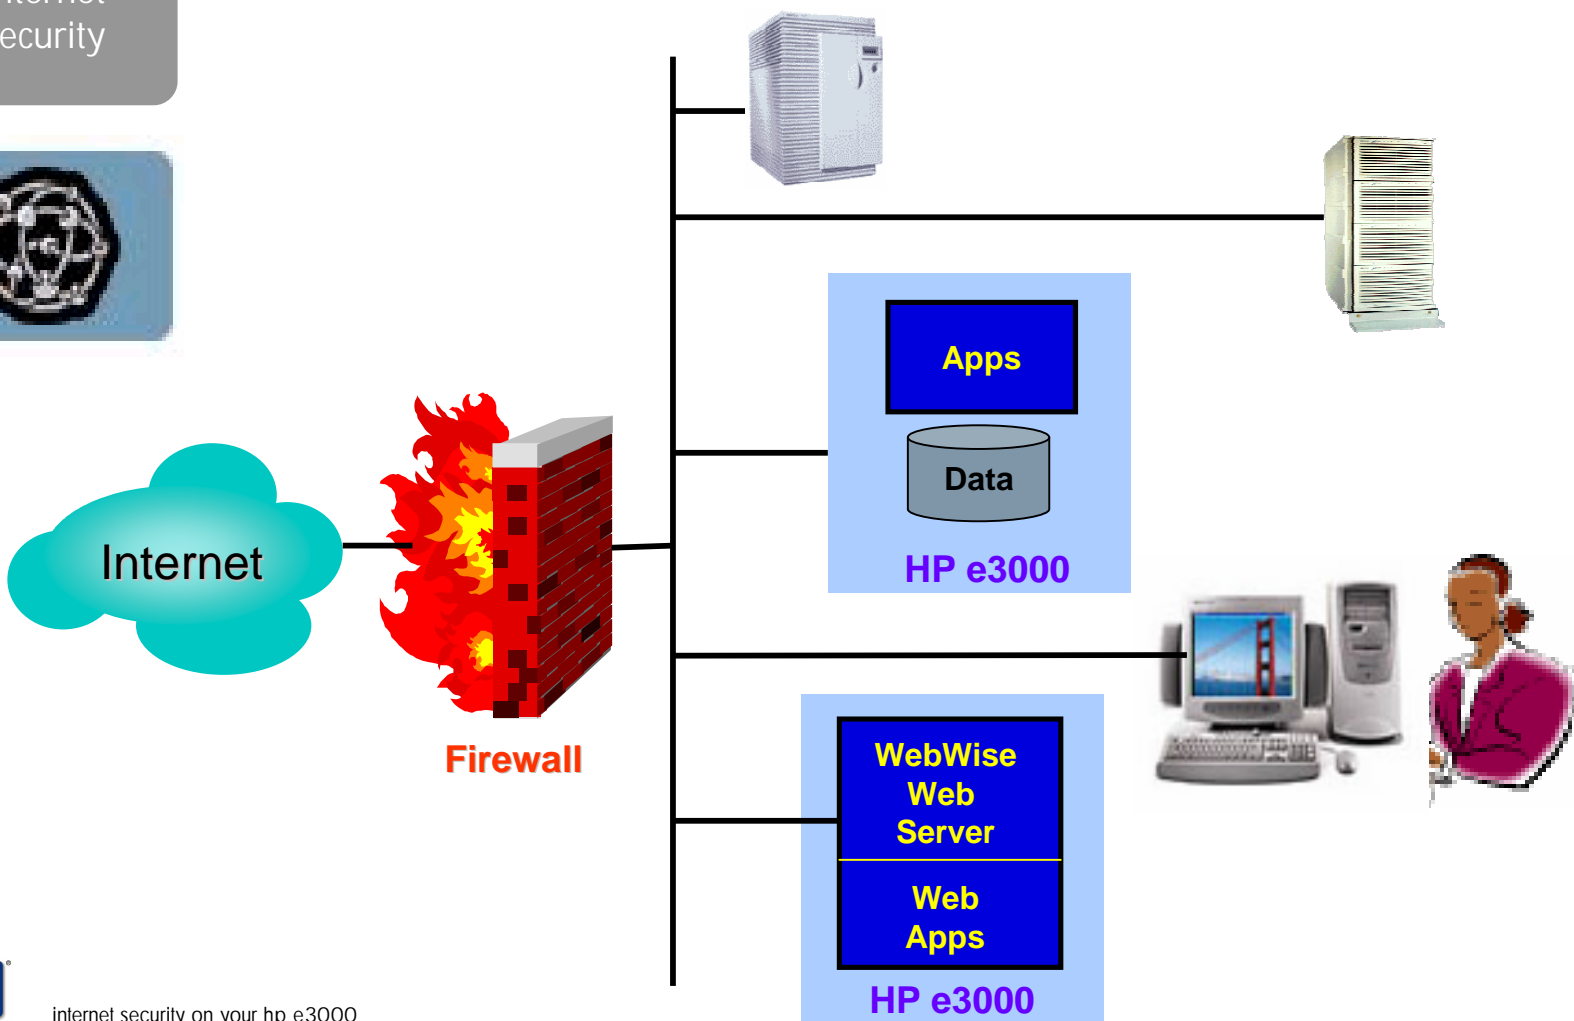 ecurity
Apps
Data
HP e3000
Internet
Firewall
WebWise
Web
Server
Web
Apps
HP e3000
internet security on your hp e3000